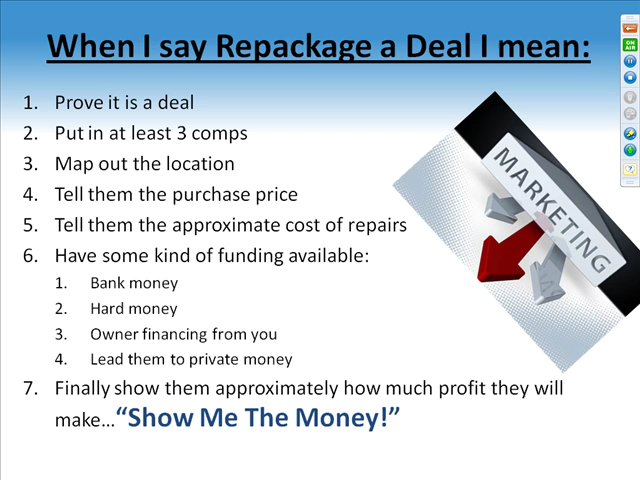 When I say Repackage a Deal I mean:
1. Prove it is a deal
2. Put in at least 3 comps
3. Map out the location
4. Tell them the purchase price
5. Tell them the approximate cost of repairs
6. Have some kind of funding available:
1. Bank money
2. Hard money
3. Owner financing from you
4. Lead them to private money
7. Finally show them approximately how much profit they will
make…“Show Me The Money!”
MARKETING
ON
AIR